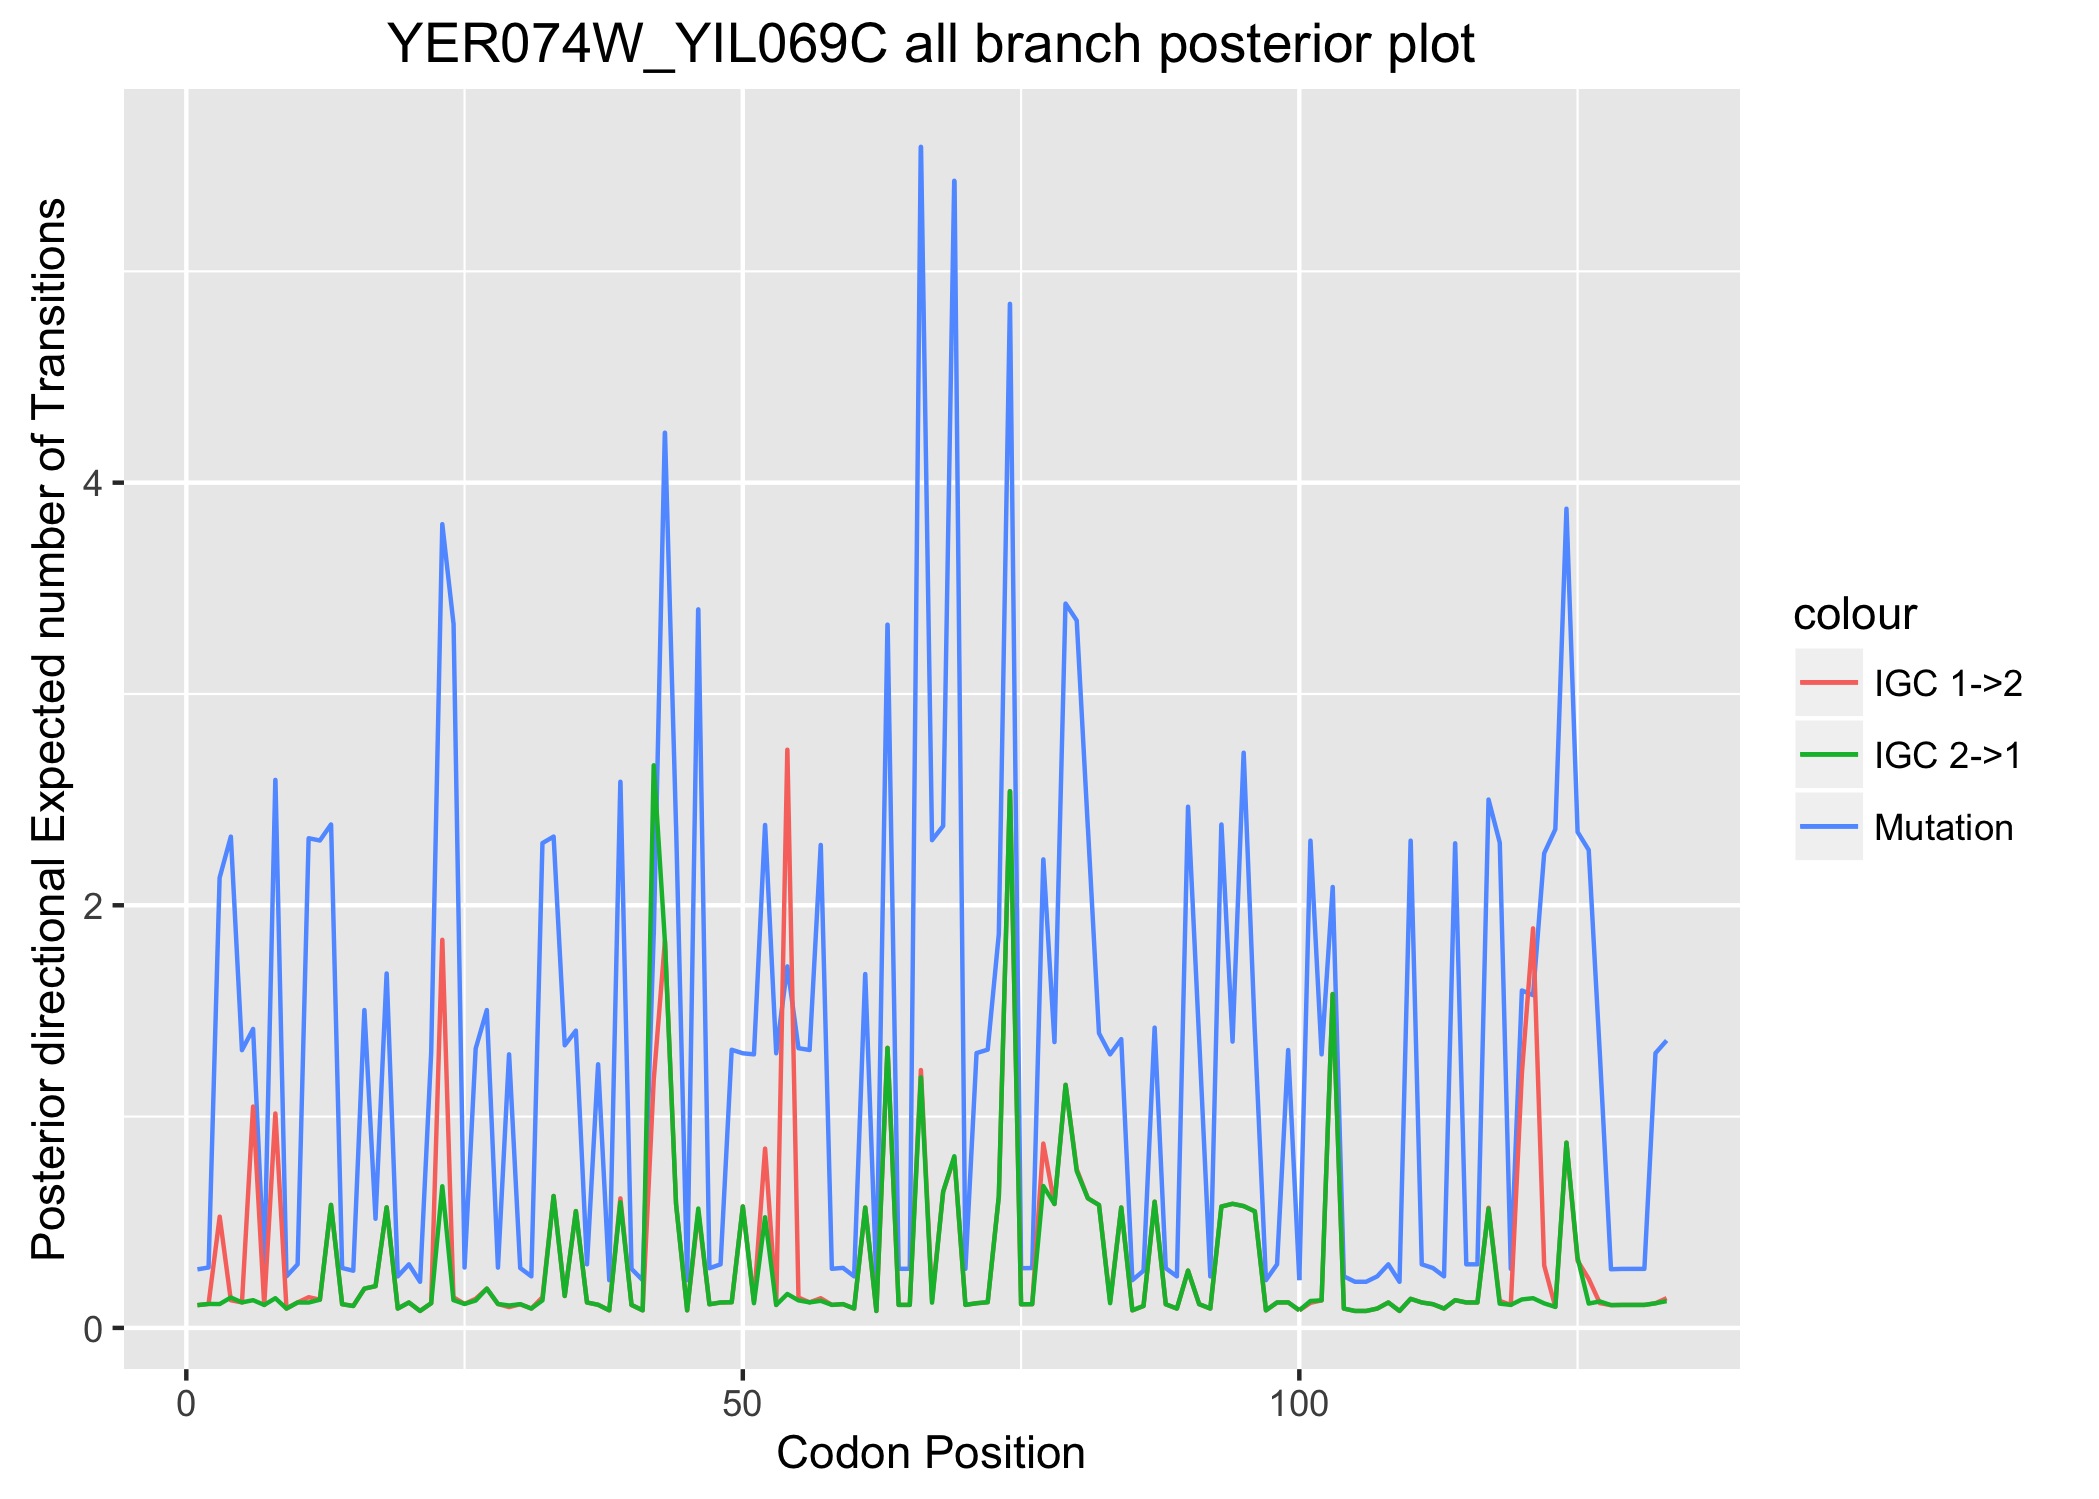 YER074W_YIL069C all branch posterior plot
Posterior directional Expected number of Transitions
4
2
0
0 50 100
Codon Position
colour
IGC 1->2
IGC 2->1
Mutation